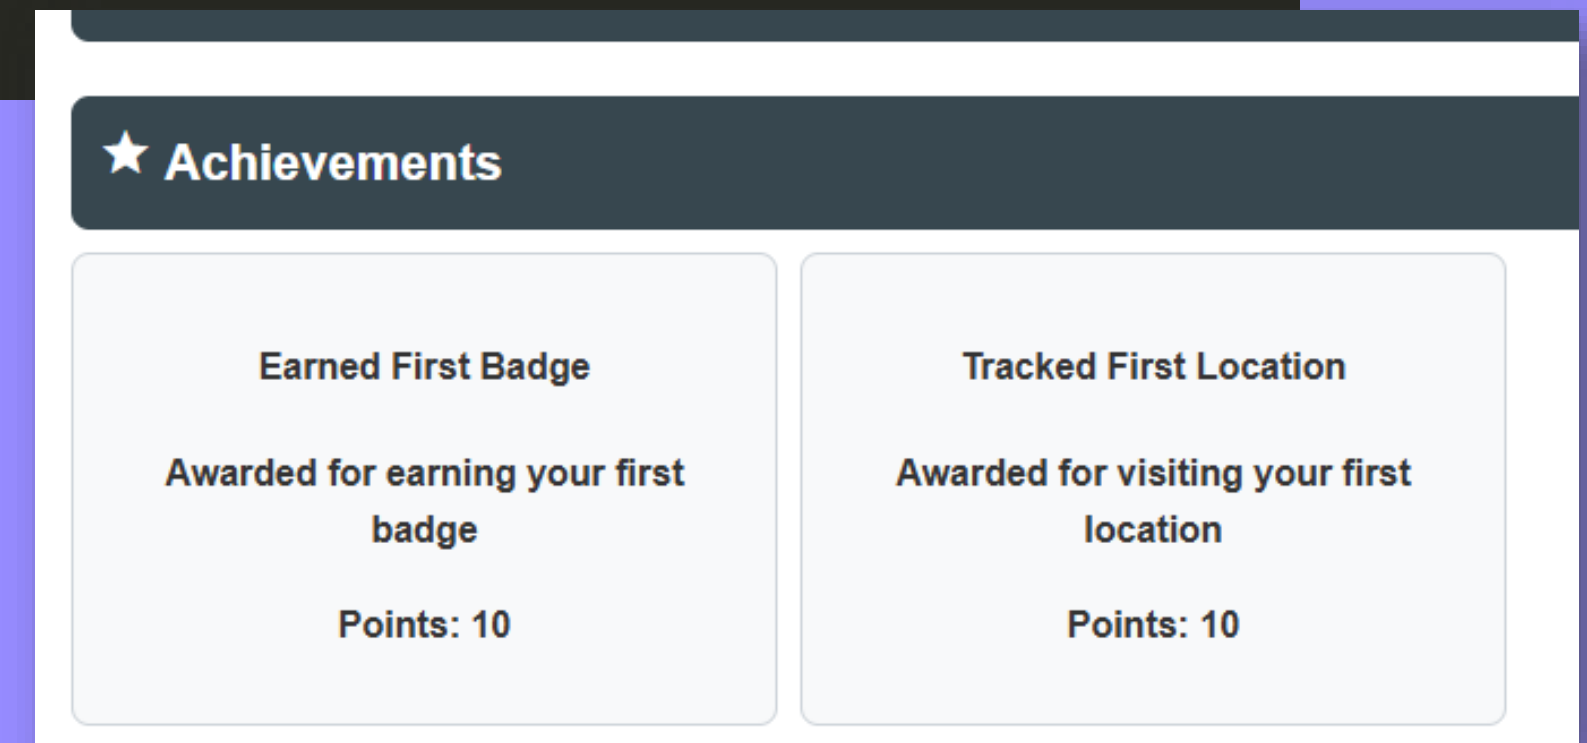 Achievements
Earned First Badge
Awarded for earning your first
badge
Points: 10
Tracked First Location
Awarded for visiting your first
location
Points: 10